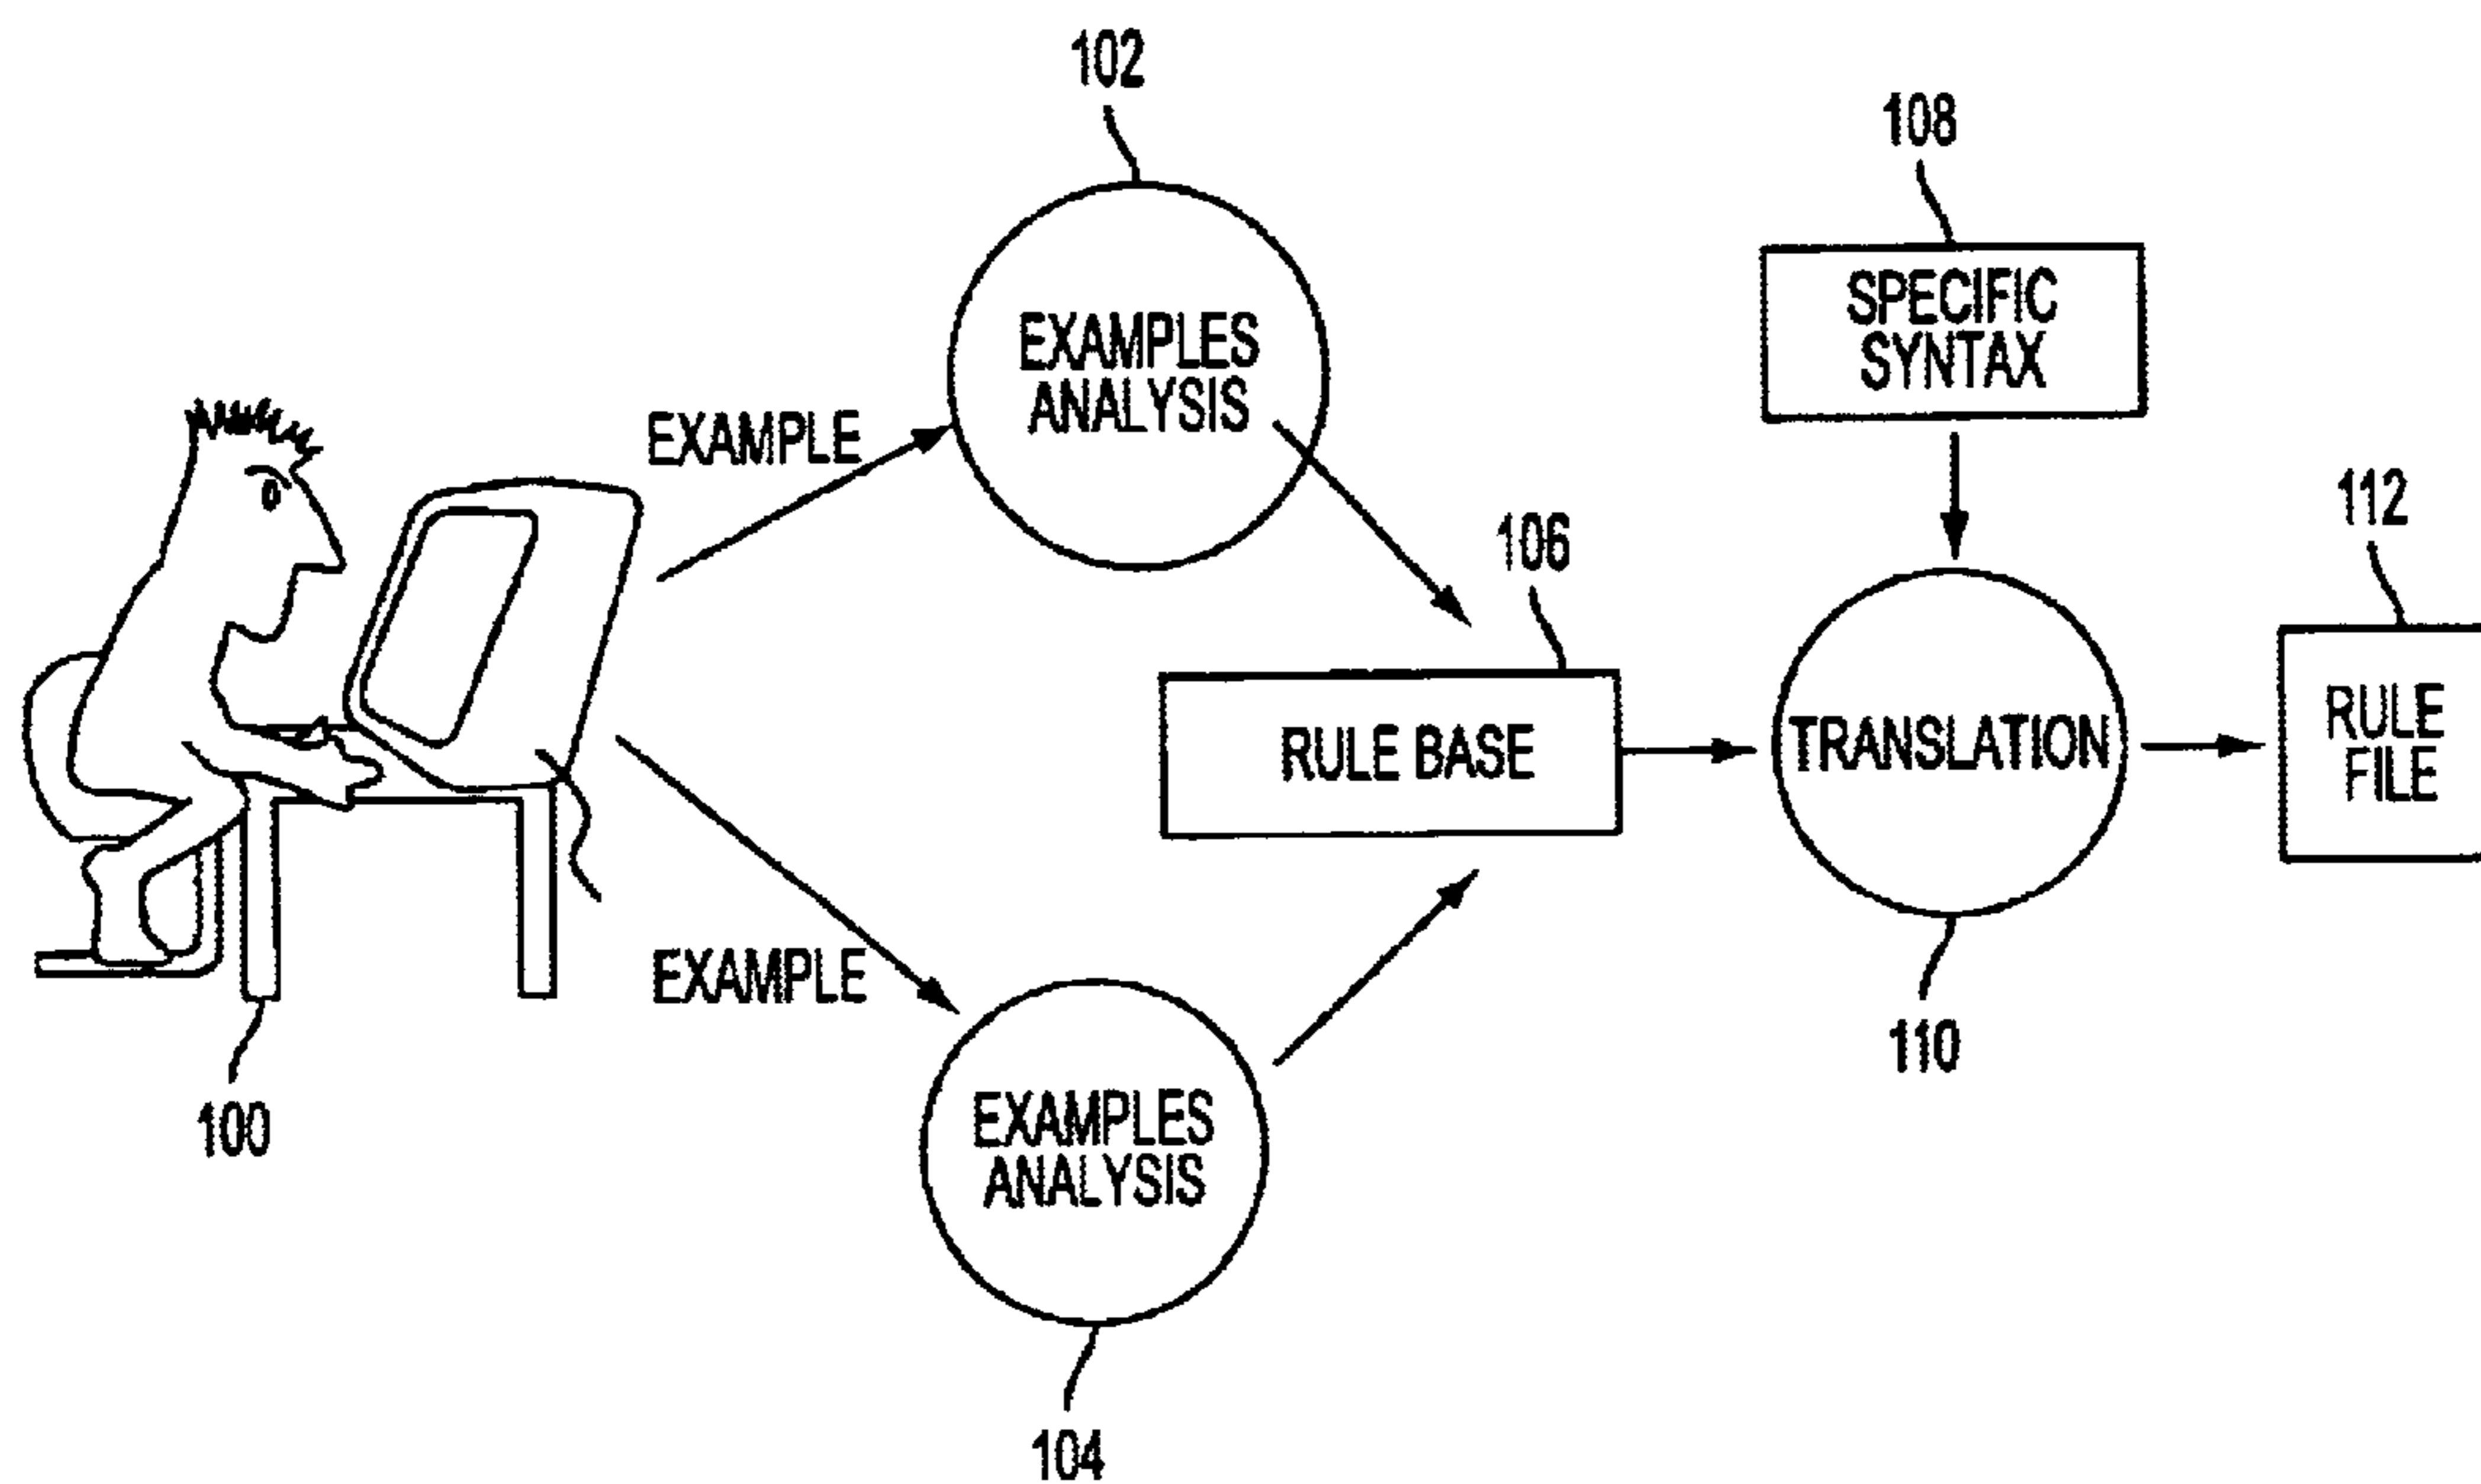 102
108
SPECIFIC
SYNTAX
EXAMPLES
ANALYSIS
EXAMPLE
112
106
RULE BASE
TRANSLATION
RULE
FILE
EXAMPLE
110
100
EXAMPLES
ANALYSIS
104